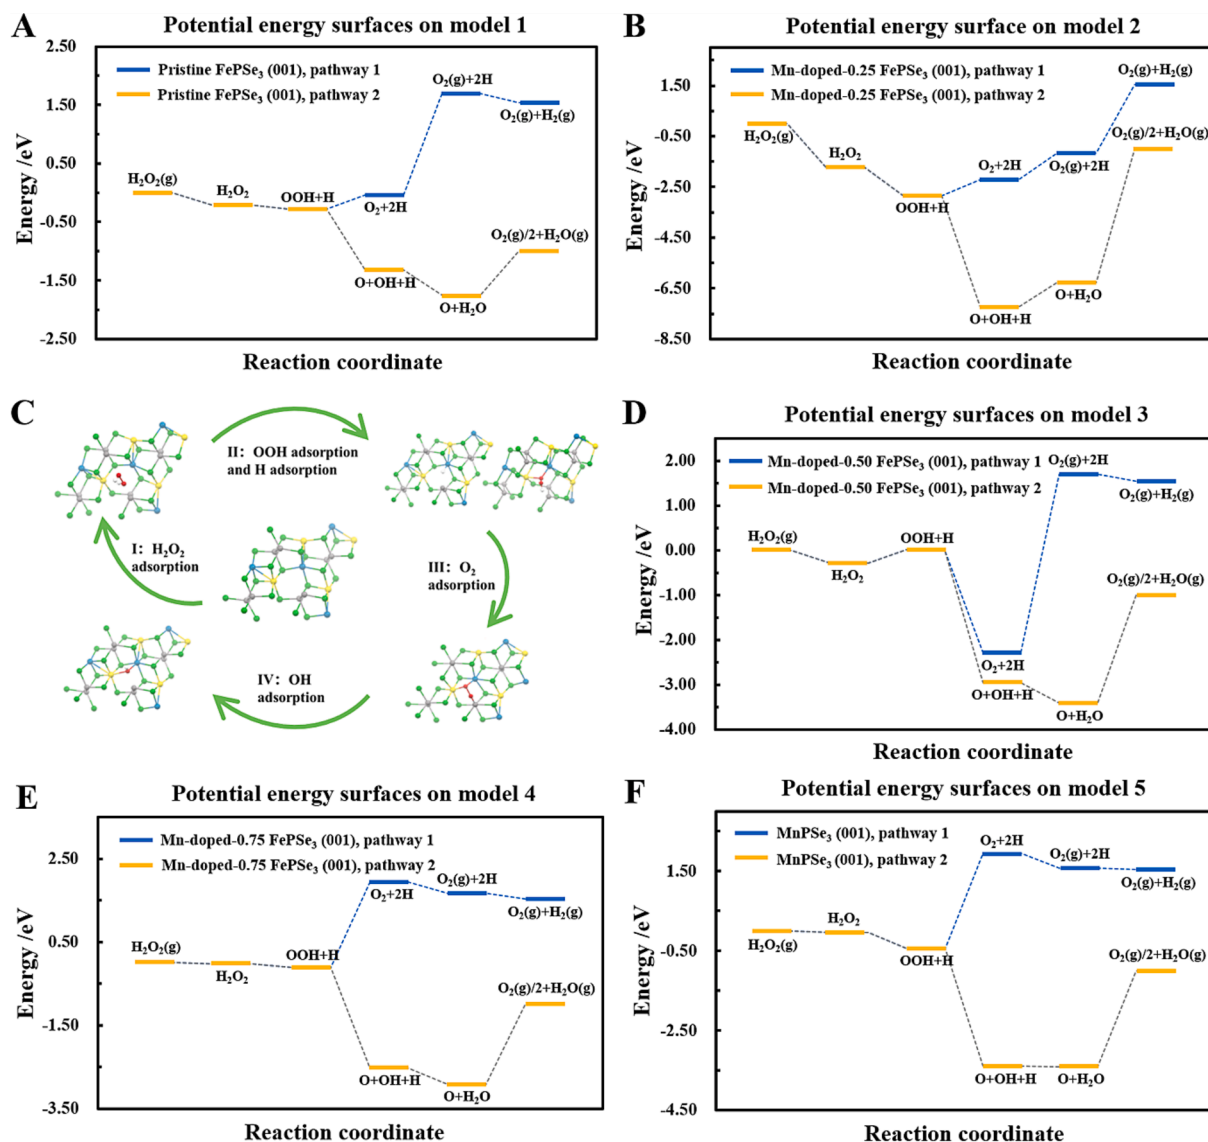 A
Potential energy surfaces on model 1
Energy /eV
2.50
1.50
0.50
-0.50
-1.50
-2.50
Pristine FePSe₃ (001), pathway 1
Pristine FePSe₃ (001), pathway 2
H₂O₂(g)
H₂O₂
OOH+H
O₂+2H
O₂(g)+2H
O₂(g)+H₂(g)
O+OH+H
O+H₂O
O₂(g)/2+H₂O(g)
Reaction coordinate
B
Potential energy surface on model 2
Energy /eV
1.50
-0.50
-2.50
-4.50
-6.50
-8.50
Mn-doped-0.25 FePSe₃ (001), pathway 1
Mn-doped-0.25 FePSe₃ (001), pathway 2
H₂O₂(g)
H₂O₂
OOH+H
O₂+2H
O₂(g)+2H
O₂(g)+H₂(g)
O+OH+H
O+H₂O
O₂(g)/2+H₂O(g)
Reaction coordinate
C
I: H₂O₂
adsorption
II: OOH adsorption
and H adsorption
III: O₂
adsorption
IV: OH
adsorption
D
Potential energy surfaces on model 3
Energy /eV
2.00
1.00
0.00
-1.00
-2.00
-3.00
-4.00
Mn-doped-0.50 FePSe₃ (001), pathway 1
Mn-doped-0.50 FePSe₃ (001), pathway 2
H₂O₂(g)
H₂O₂
OOH+H
O₂+2H
O₂(g)+2H
O₂(g)+H₂(g)
O+OH+H
O+H₂O
O₂(g)/2+H₂O(g)
Reaction coordinate
E
Potential energy surfaces on model 4
Energy /eV
2.50
0.50
-1.50
-3.50
Mn-doped-0.75 FePSe₃ (001), pathway 1
Mn-doped-0.75 FePSe₃ (001), pathway 2
H₂O₂(g)
H₂O₂
OOH+H
O₂+2H
O₂(g)+2H
O₂(g)+H₂(g)
O+OH+H
O+H₂O
O₂(g)/2+H₂O(g)
Reaction coordinate
F
Potential energy surfaces on model 5
Energy /eV
1.50
-0.50
-2.50
-4.50
MnPSe₃ (001), pathway 1
MnPSe₃ (001), pathway 2
H₂O₂(g)
H₂O₂
OOH+H
O₂+2H
O₂(g)+2H
O₂(g)+H₂(g)
O+OH+H
O+H₂O
O₂(g)/2+H₂O(g)
Reaction coordinate